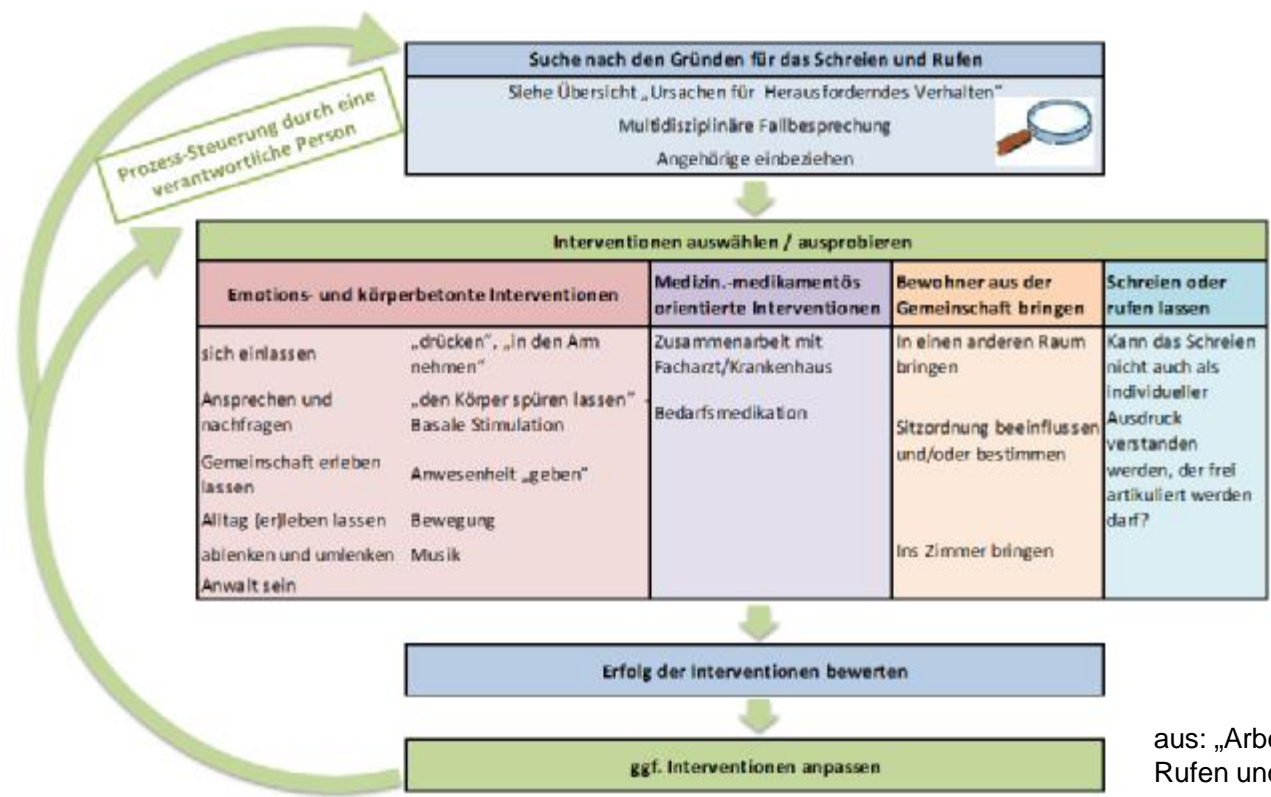 Suche nach den Gründen für das Schreien und Rufen
Siehe Übersicht „Ursachen für Herausforderndes Verhalten"
Multidisziplinäre Fallbesprechung
Angehörige einbeziehen
Prozess-Steuerung durch eine
verantwortliche Person
Interventionen auswählen / ausprobieren
Emotions- und körperbetonte Interventionen
sich einlassen
Ansprechen und
nachfragen
Gemeinschaft erleben
lassen
Alltag (er)leben lassen
ablenken und umlenken
Anwalt sein
„drücken", „in den Arm
nehmen"
„den Körper spüren lassen" -
Basale Stimulation
Anwesenheit „geben"
Bewegung
Musik
Medizin.-medikamentös
orientierte Interventionen
Zusammenarbeit mit
Facharzt/Krankenhaus
Bedarfsmedikation
Bewohner aus der
Gemeinschaft bringen
In einen anderen Raum
bringen
Sitzordnung beeinflussen
und/oder bestimmen
Ins Zimmer bringen
Schreien oder
rufen lassen
Kann das Schreien
nicht auch als
individueller
Ausdruck
verstanden
werden, der frei
artikuliert werden
darf?
Erfolg der Interventionen bewerten
ggf. Interventionen anpassen
aus: „Arbe
Rufen und